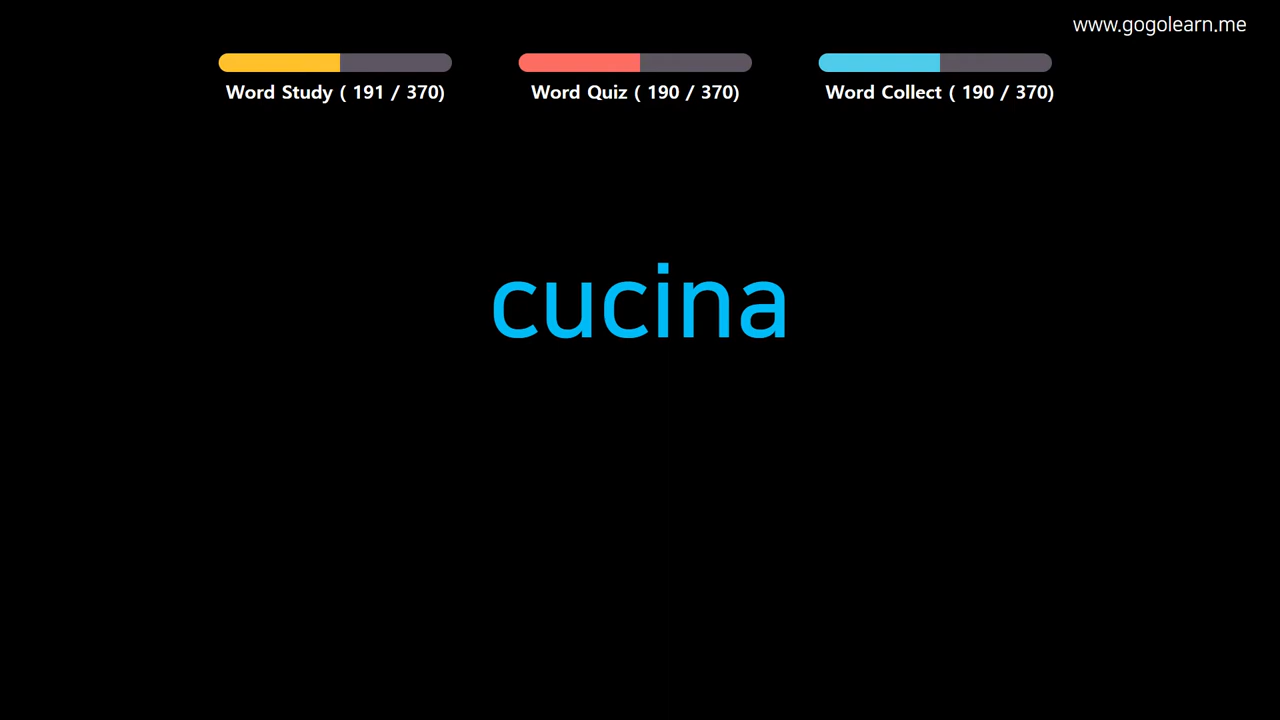 www.gogolearn.me
Word Study ( 191 / 370)
Word Quiz ( 190 / 370)
Word Collect ( 190 / 370)
cucina